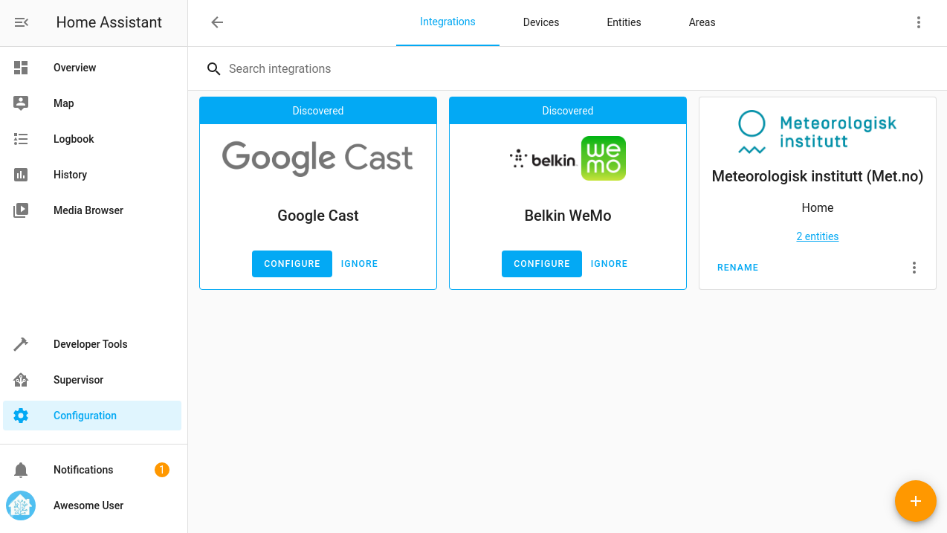 Home Assistant
Integrations
Devices
Entities
Areas
Overview
Map
Logbook
History
Media Browser
Developer Tools
Supervisor
Configuration
Notifications
1
Awesome User
Search integrations
Discovered
Google Cast
Google Cast
CONFIGURE
IGNORE
Discovered
belkin
we
mo
Belkin WeMo
CONFIGURE
IGNORE
Meteorologisk
institutt
Meteorologisk institutt (Met.no)
Home
2 entities
RENAME